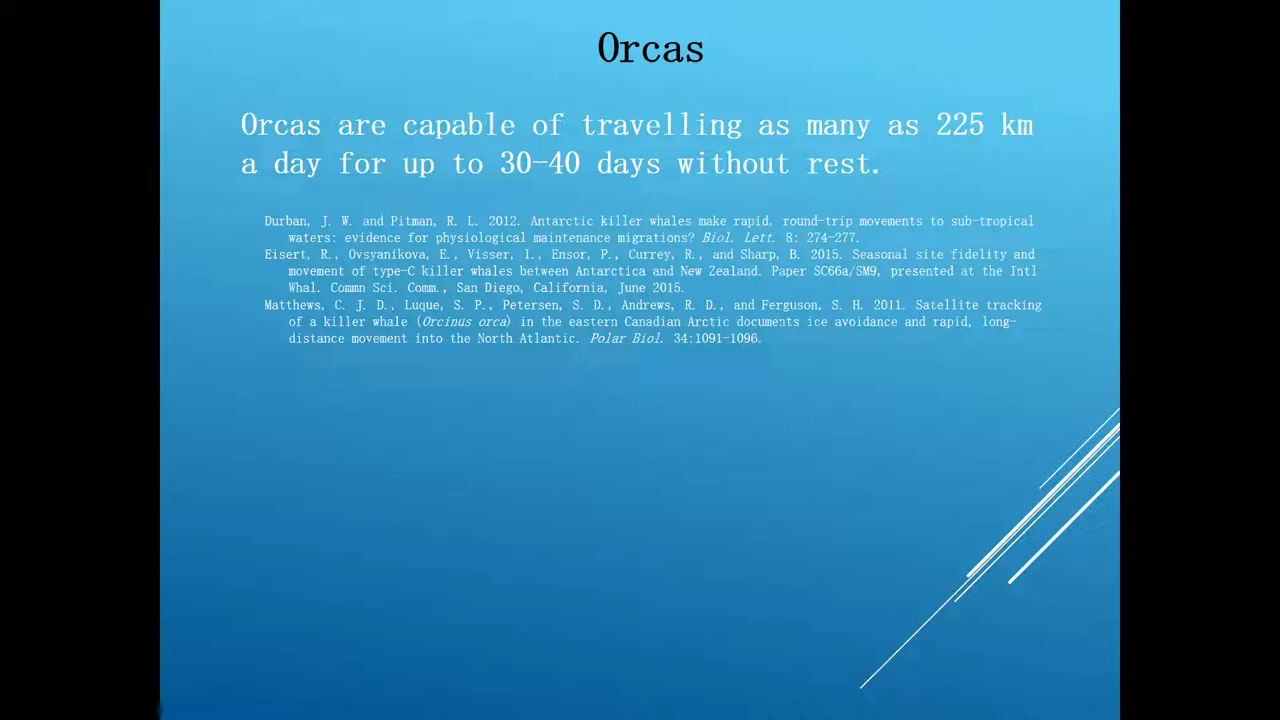 Orcas
Orcas are capable of travelling as many as 225 km
a day for up to 30-40 days without rest.
Durban, J. W. and Pitman, R. L. 2012. Antarctic killer whales make rapid, round-trip movements to sub-tropical
waters: evidence for physiological maintenance migrations? Biol. Lett. 8: 274-277.
Eisert, R., Ovsyanikova, E., Visser, I., Ensor, P., Currey, R., and Sharp, B. 2015. Seasonal site fidelity and
movement of type-C killer whales between Antarctica and New Zealand. Paper SC66a/SM9, presented at the Intl
Whal. Commn Sci. Comm., San Diego, California, June 2015.
Matthews, C. J. D., Luque, S. P., Petersen, S. D., Andrews, R. D., and Ferguson, S. H. 2011. Satellite tracking
of a killer whale (Orcinus orca) in the eastern Canadian Arctic documents ice avoidance and rapid, long-
distance movement into the North Atlantic. Polar Biol. 34:1091-1096.